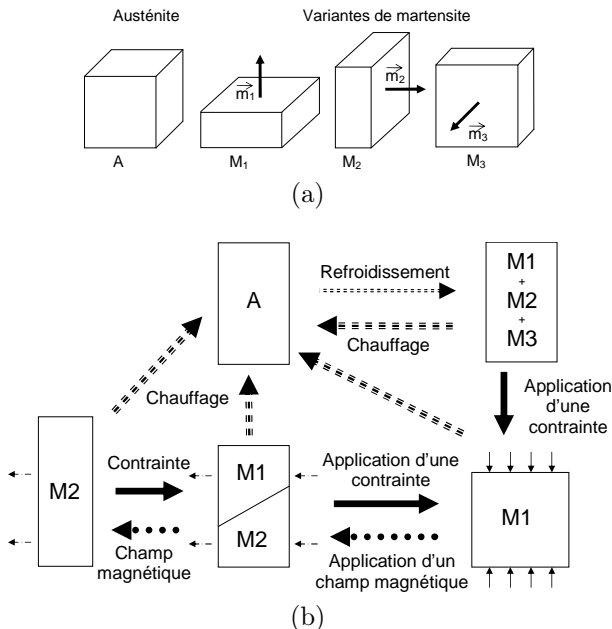 Austénite
Variantes de martensite
m1
m2
m3
A
M1
M2
M3
(a)
A
Refroidissement
Chauffage
M1
+
M2
+
M3
Chauffage
Application
d'une
contrainte
M2
Contrainte
Champ
magnétique
M1
M2
Application d'une
contrainte
Application d'un
champ magnétique
M1
(b)